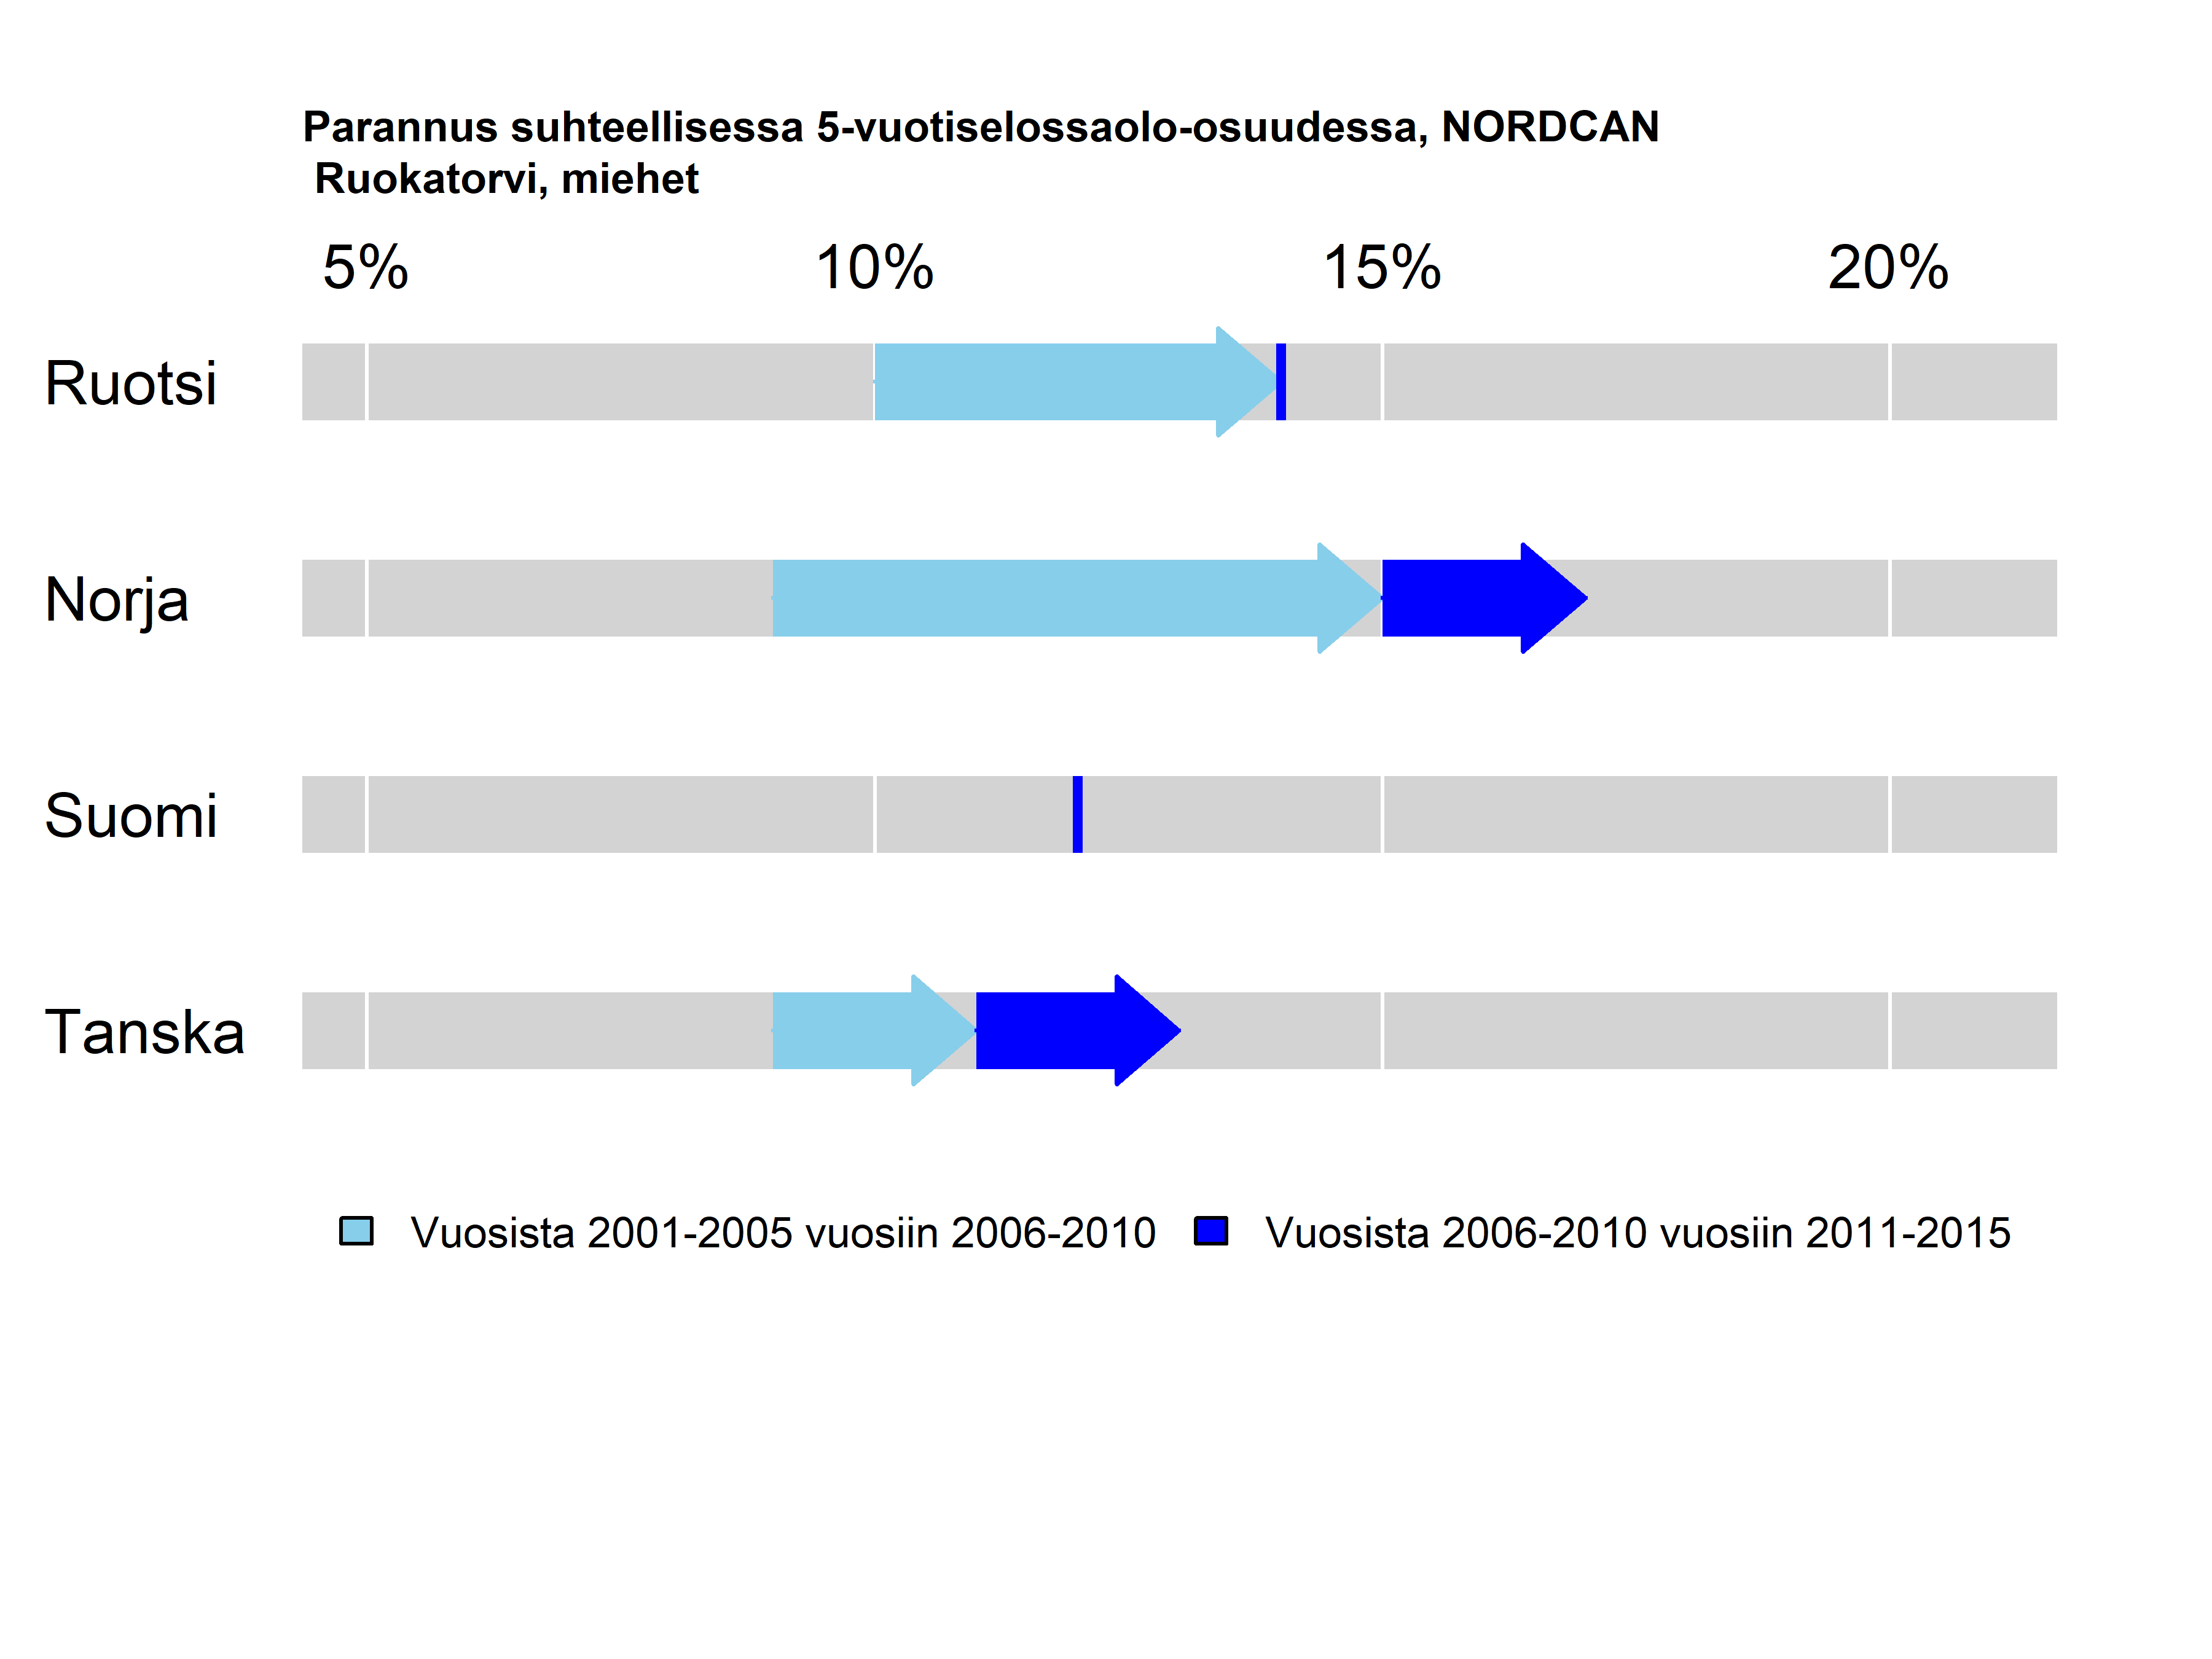 Parannus suhteellisessa 5-vuotiselossaolo-osuudessa, NORDCAN
Ruokatorvi, miehet
5% 10% 15% 20%
Ruotsi
Norja
Suomi
Tanska
Vuosista 2001-2005 vuosiin 2006-2010 Vuosista 2006-2010 vuosiin 2011-2015